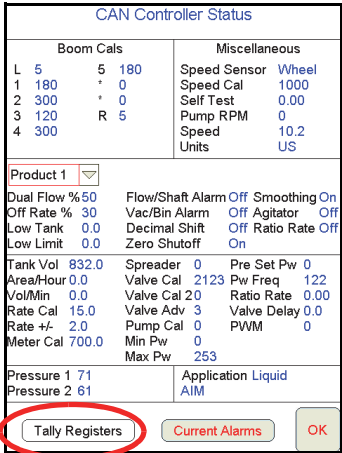 CAN Controller Status
Boom Cals
L 5 5 180
1 180 * 0
2 300 * 0
3 120 R 5
4 300
Miscellaneous
Speed Sensor Wheel
Speed Cal 1000
Self Test 0.00
Pump RPM 0
Speed 10.2
Units US
Product 1
Dual Flow % 50 Flow/Shaft Alarm Off Smoothing On
Off Rate % 30 Vac/Bin Alarm Off Agitator Off
Low Tank 0.0 Decimal Shift Off Ratio Rate Off
Low Limit 0.0 Zero Shutoff On
Tank Vol 832.0 Spreader 0 Pre Set Pw 0
Area/Hour 0.0 Valve Cal 2123 Pw Freq 122
Vol/Min 0.0 Valve Cal 2 0 Ratio Rate 0.00
Rate Cal 15.0 Valve Adv 3 Valve Delay 0.0
Rate +/- 2.0 Pump Cal 0 PWM 0
Meter Cal 700.0 Min Pw 0
Max Pw 253
Pressure 1 71 Application Liquid
Pressure 2 61 AIM
Tally Registers Current Alarms OK